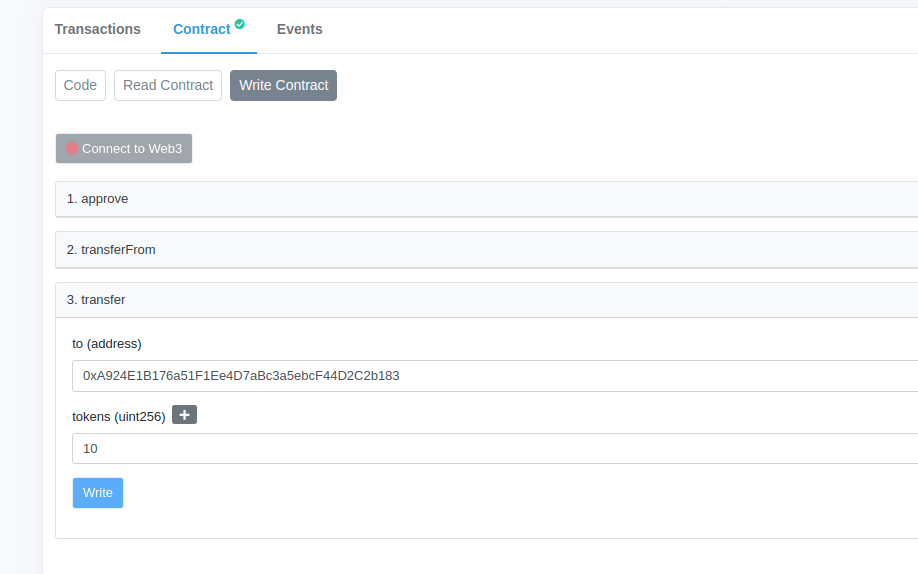 Transactions Contract Events
Code Read Contract Write Contract
Connect to Web3
1. approve
2. transferFrom
3. transfer
to (address)
0xA924E1B176a51F1Ee4D7aBc3a5ebcF44D2C2b183
tokens (uint256) +
10
Write